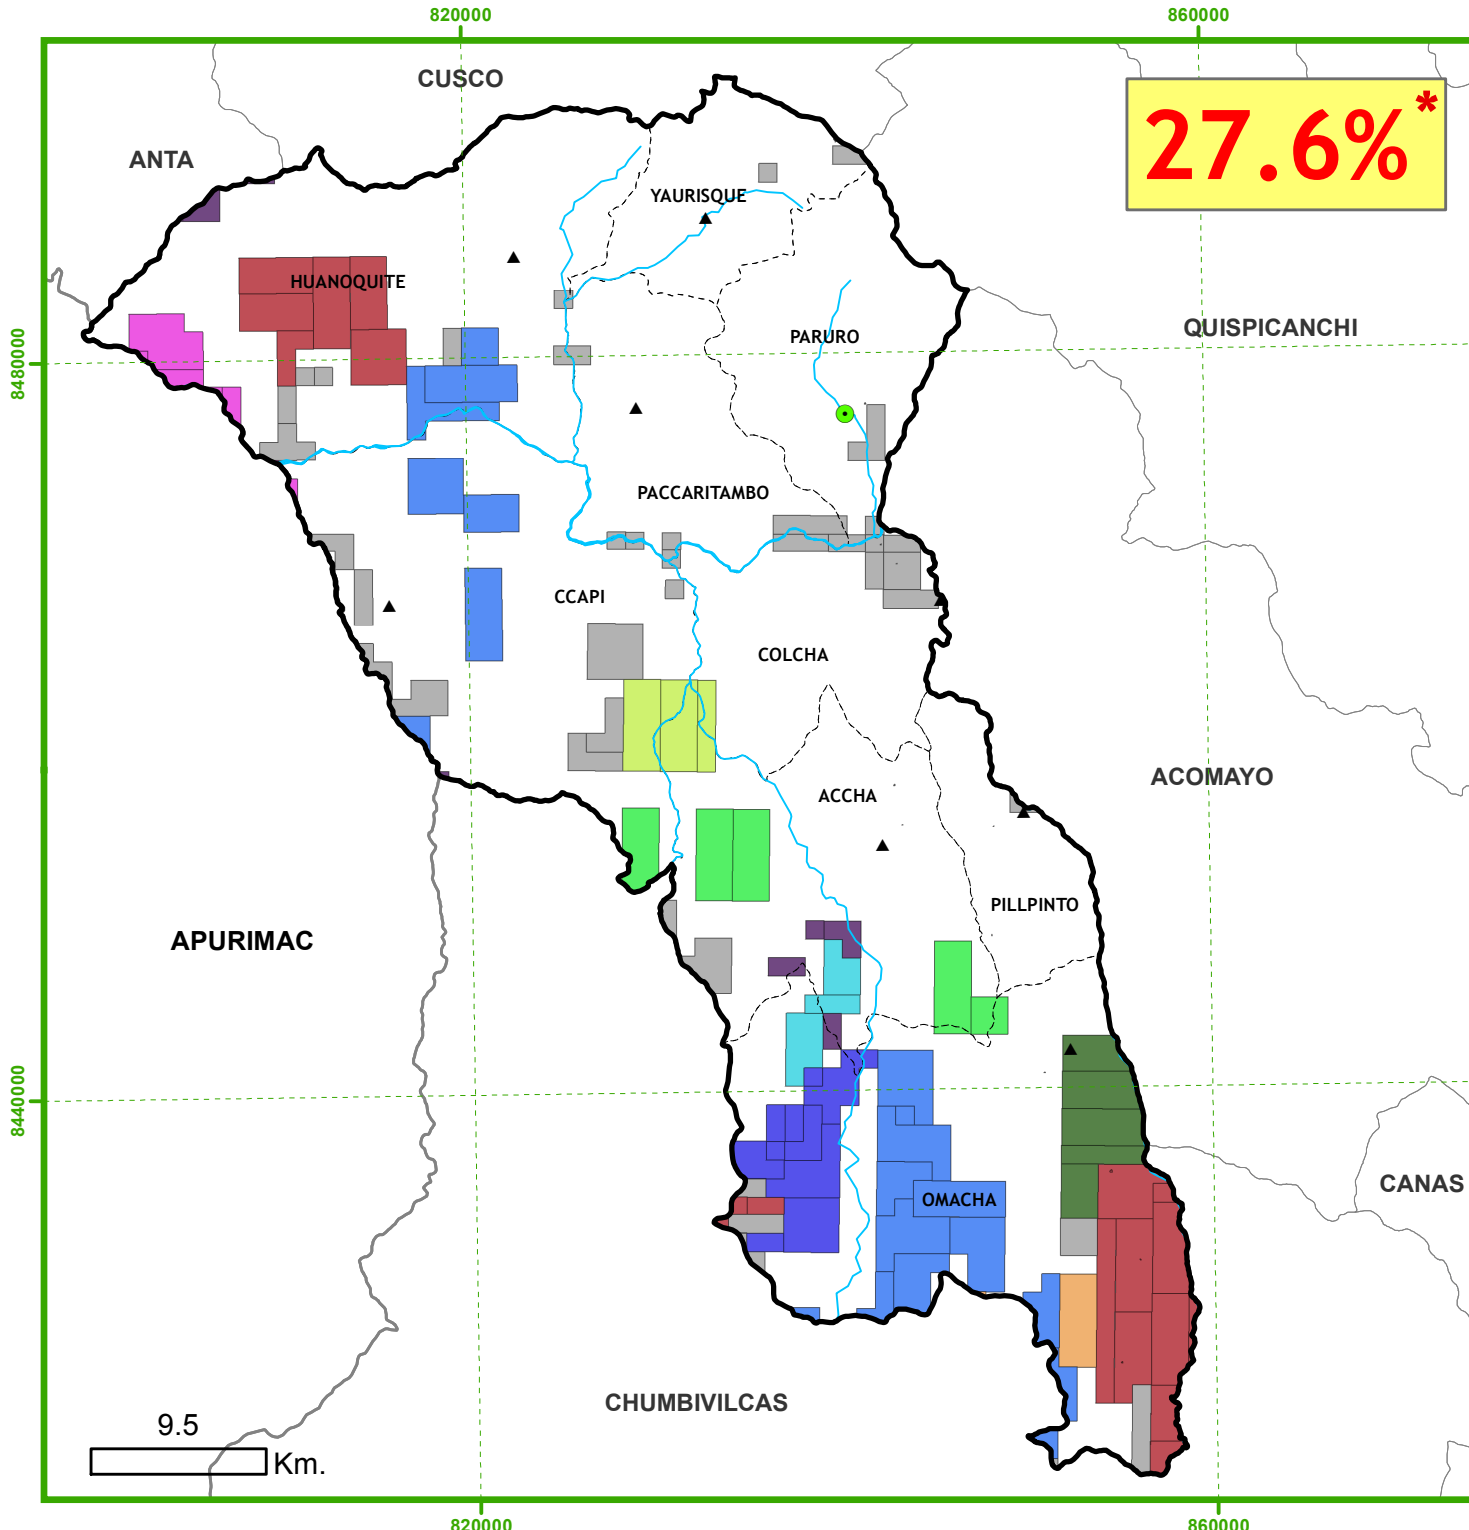 820000
860000
CUSCO
27.6%*
ANTA
YAURISQUE
HUANOQUITE
QUISPICANCHI
PARURO
8480000
PACCARITAMBO
CCAPI
COLCHA
ACOMAYO
ACCHA
PILLPINTO
APURIMAC
8440000
CANAS
OMACHA
CHUMBIVILCAS
9.5
Km.
820000
860000